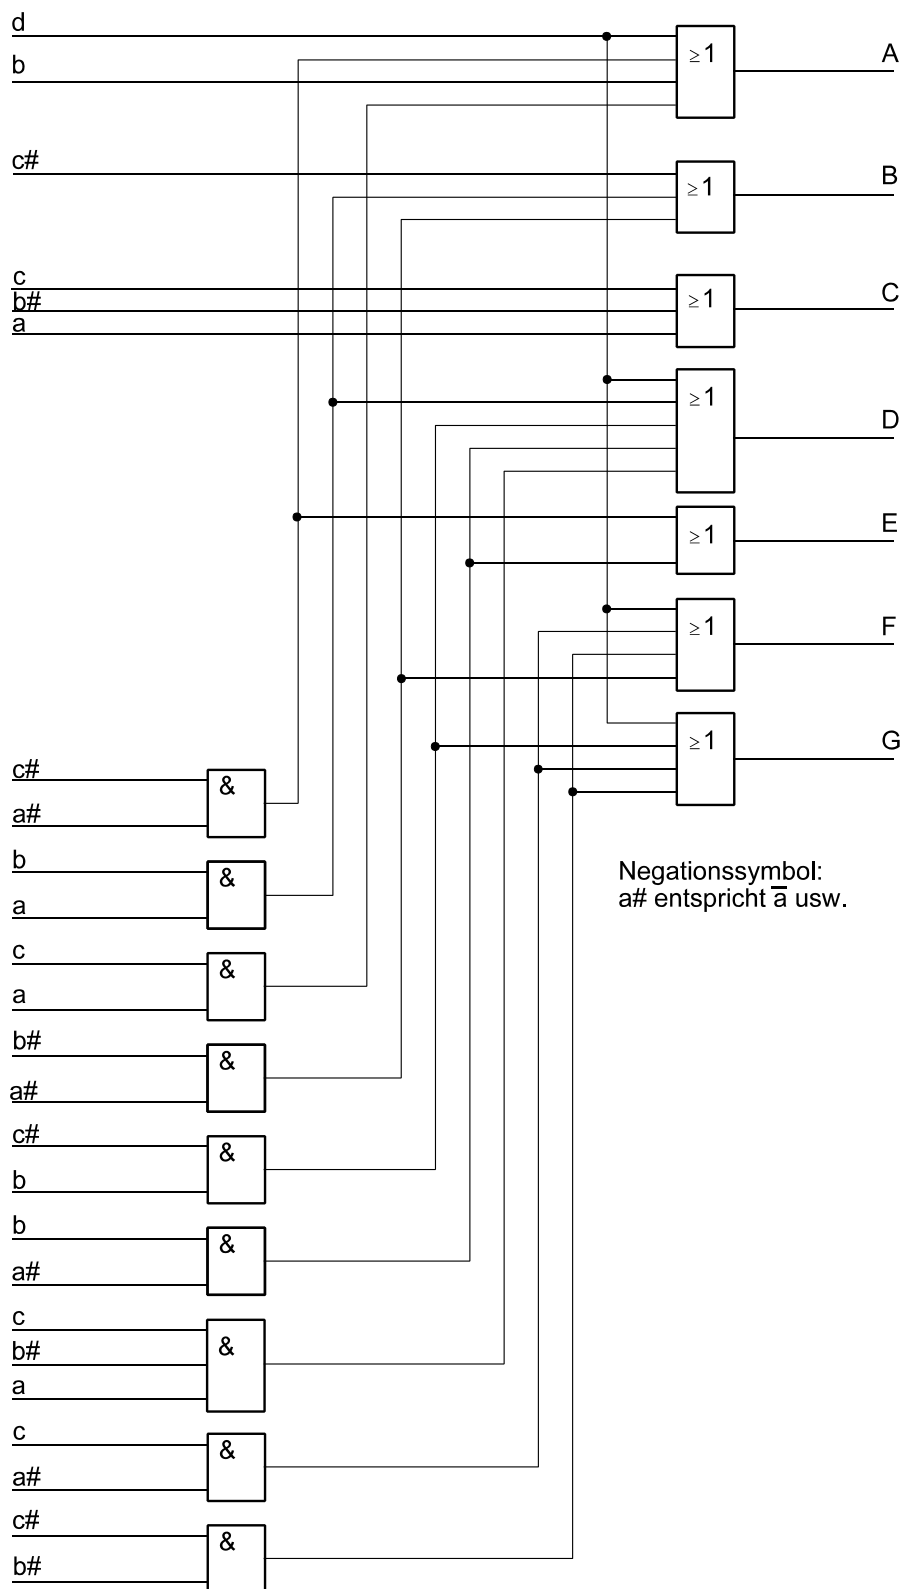 d
b
≥1
A
c#
≥1
B
c
b#
a
≥1
C
≥1
D
≥1
E
≥1
F
≥1
G
c#
a#
&
b
a
&
c
a
&
b#
a#
&
c#
b
&
b
a#
&
c
b#
a
&
c
a#
&
c#
b#
&
Negationssymbol:
a# entspricht a̅ usw.